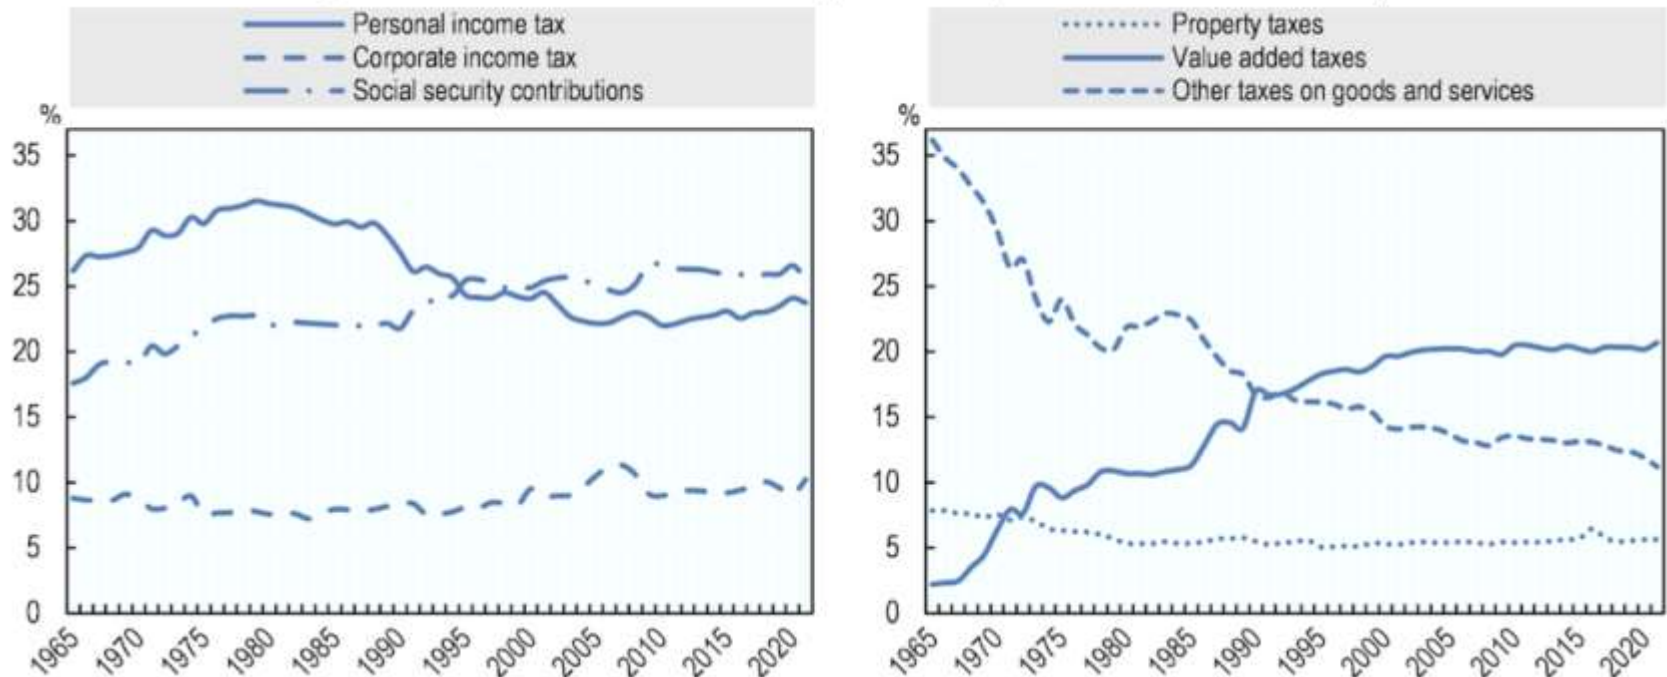 Personal income tax
Corporate income tax
Social security contributions
%
35
30
25
20
15
10
5
0
1965 1970 1975 1980 1985 1990 1995 2000 2005 2010 2015 2020
Property taxes
Value added taxes
Other taxes on goods and services
%
35
30
25
20
15
10
5
0
1965 1970 1975 1980 1985 1990 1995 2000 2005 2010 2015 2020